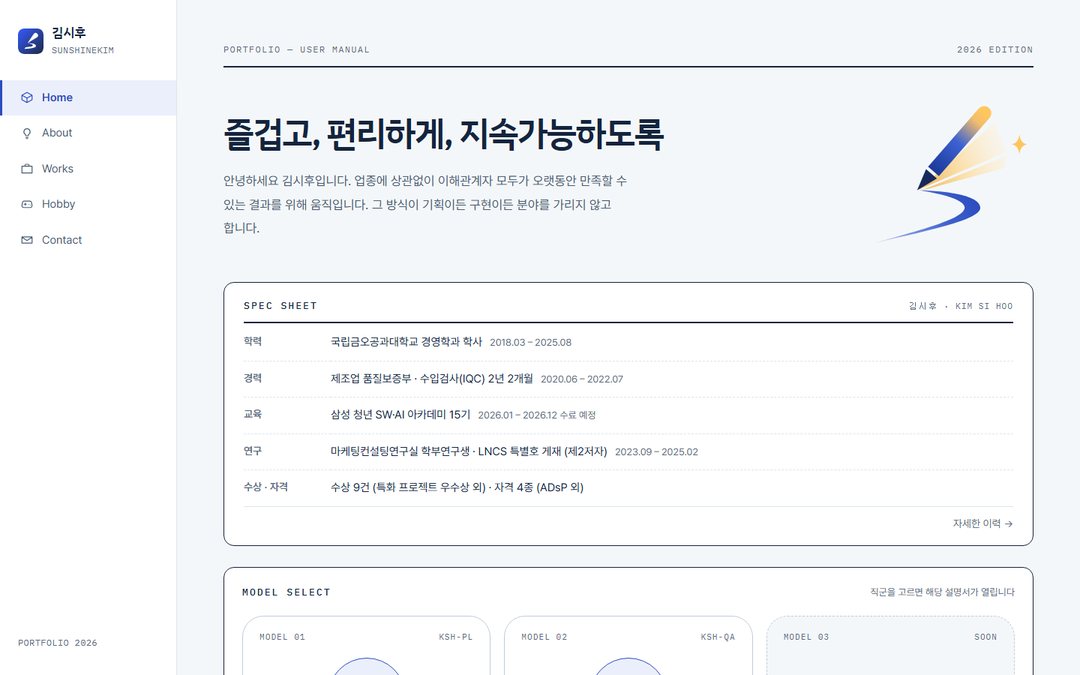 김시후
SUNSHINEKIM
Home
About
Works
Hobby
Contact
PORTFOLIO 2026
PORTFOLIO — USER MANUAL
2026 EDITION
즐겁고, 편리하게, 지속가능하도록
안녕하세요 김시후입니다. 업종에 상관없이 이해관계자 모두가 오랫동안 만족할 수
있는 결과를 위해 움직입니다. 그 방식이 기획이든 구현이든 분야를 가리지 않고
합니다.
SPEC SHEET
김시후 · KIM SI HOO
학력 국립금오공과대학교 경영학과 학사 2018.03 – 2025.08
경력 제조업 품질보증부 · 수입검사(IQC) 2년 2개월 2020.06 – 2022.07
교육 삼성 청년 SW·AI 아카데미 15기 2026.01 – 2026.12 수료 예정
연구 마케팅컨설팅연구실 학부연구생 · LNCS 특별호 게재 (제2저자) 2023.09 – 2025.02
수상 · 자격 수상 9건 (특화 프로젝트 우수상 외) · 자격 4종 (ADsP 외)
자세한 이력 →
MODEL SELECT
직군을 고르면 해당 설명서가 열립니다
MODEL 01 KSH-PL
MODEL 02 KSH-QA
MODEL 03 SOON